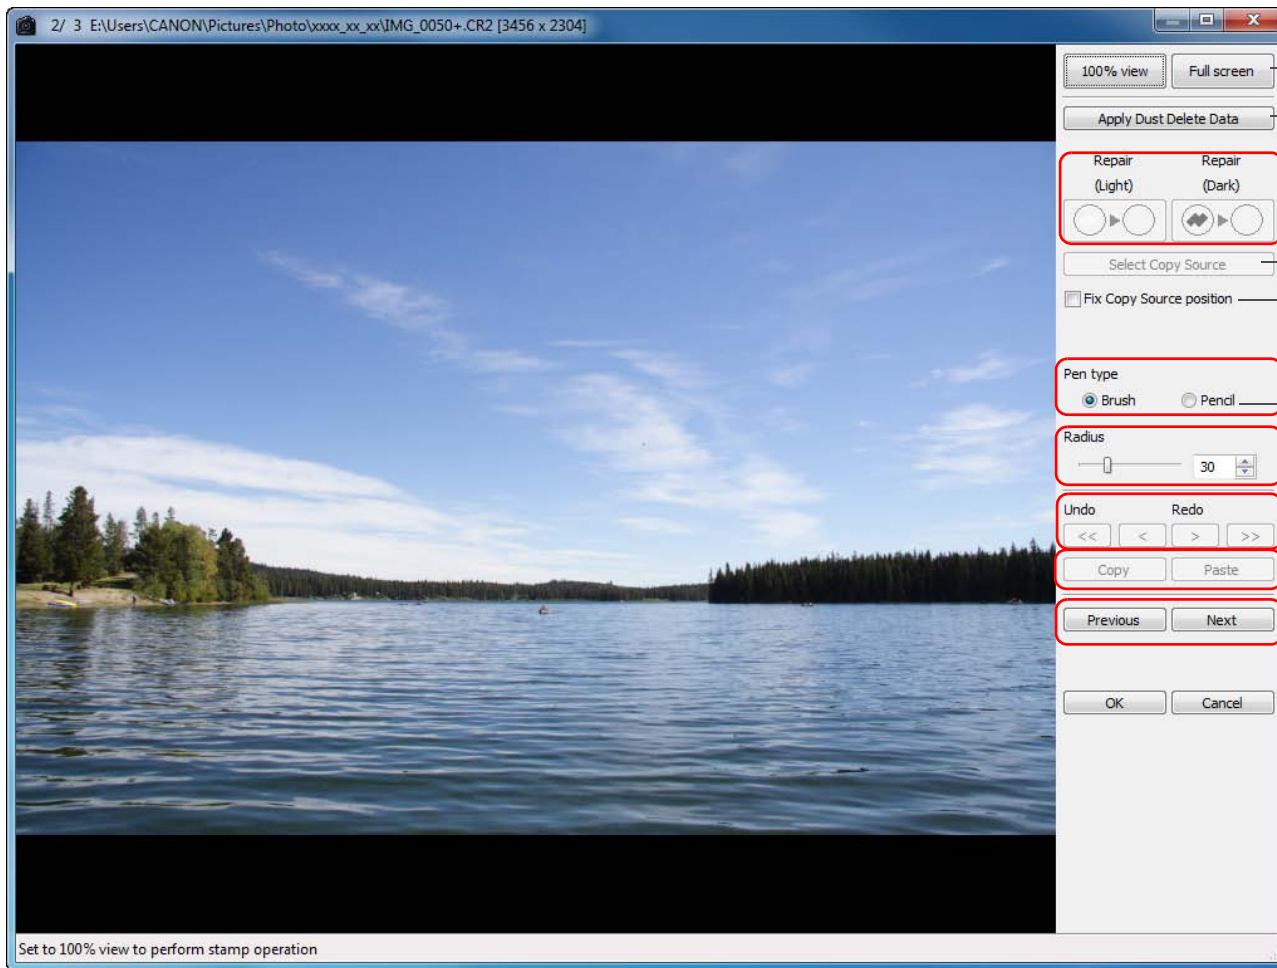 2/ 3 E:\Users\CANON\Pictures\Photo\xxxx_xx_xx\IMG_0050+.CR2 [3456 x 2304]
100% view Full screen
Apply Dust Delete Data
Repair Repair
(Light) (Dark)
Select Copy Source
Fix Copy Source position
Pen type
Brush Pencil
Radius
30
Undo Redo
<< < > >>
Copy Paste
Previous Next
OK Cancel
Set to 100% view to perform stamp operation